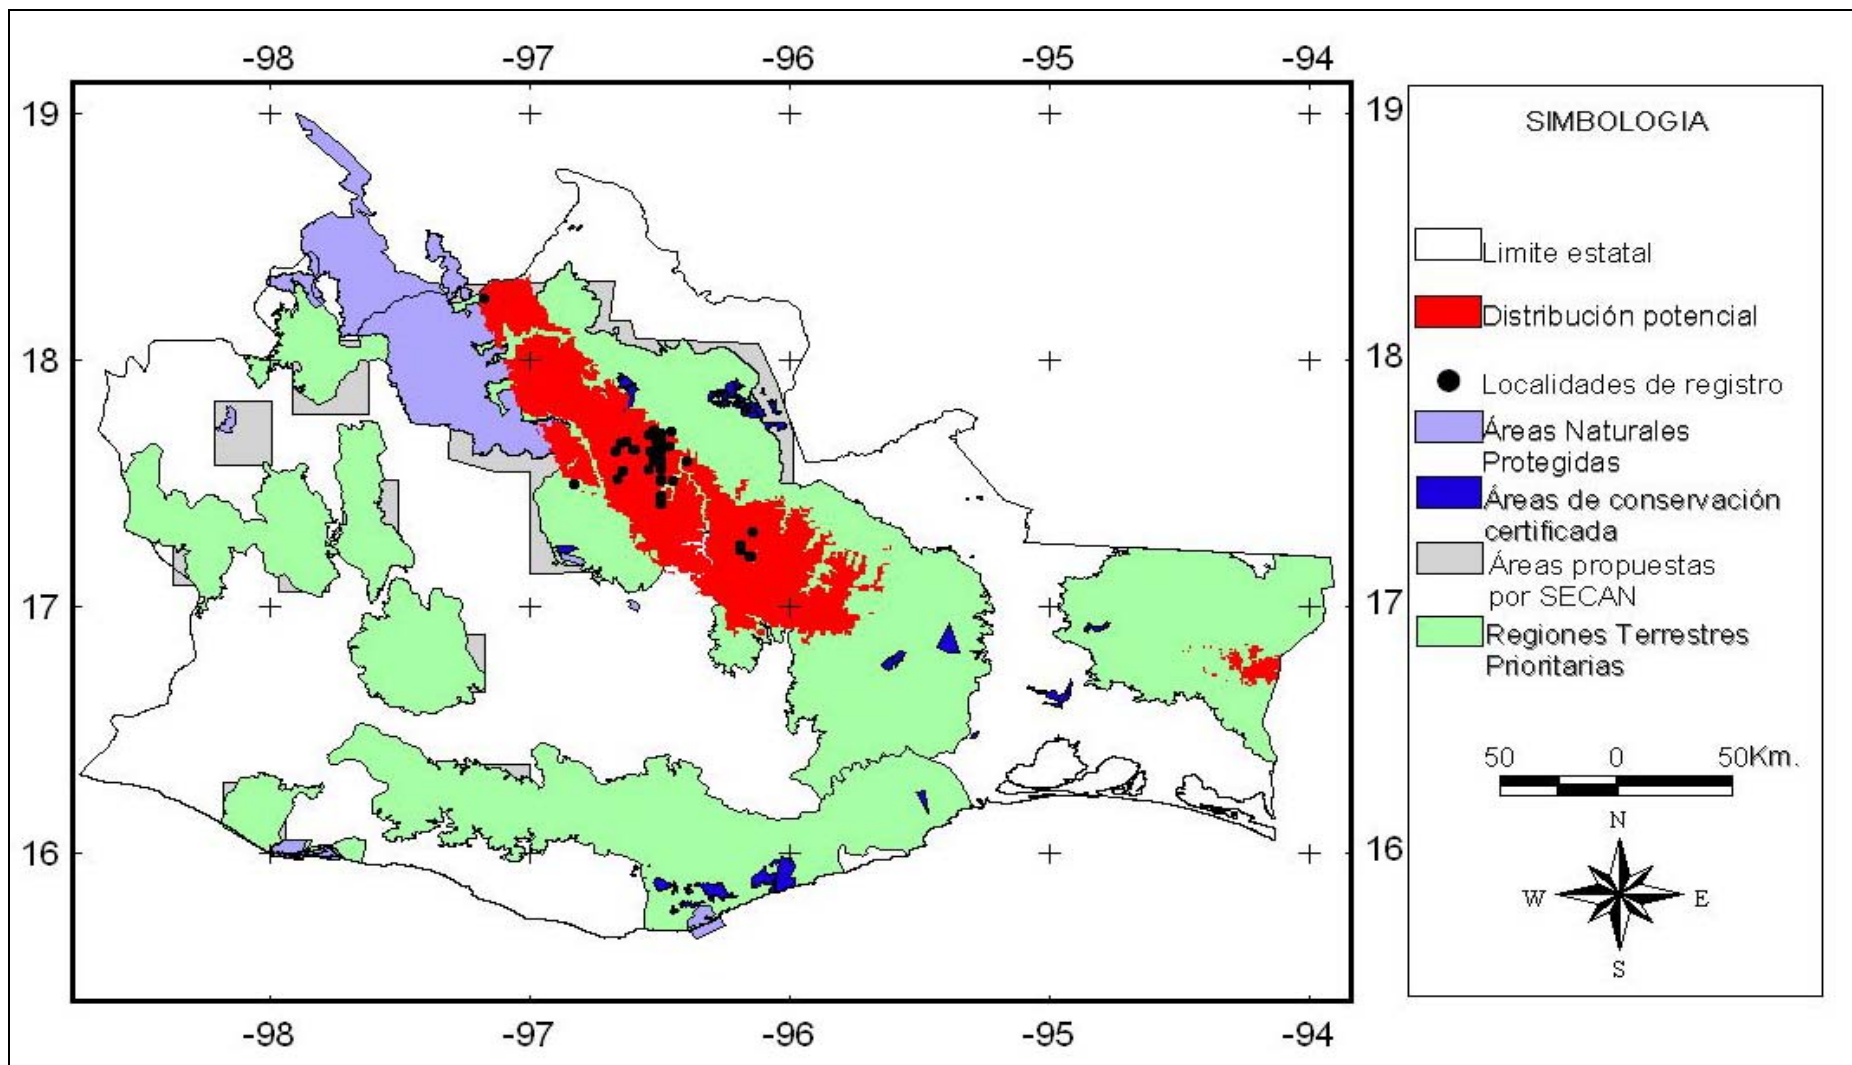 -98 -97 -96 -95 -94
19 19
18 18
17 17
16 16
-98 -97 -96 -95 -94
SIMBOLOGIA
Limite estatal
Distribución potencial
Localidades de registro
Áreas Naturales
Protegidas
Áreas de conservación
certificada
Áreas propuestas
por SECAN
Regiones Terrestres
Prioritarias
50 0 50Km.
N
W E
S